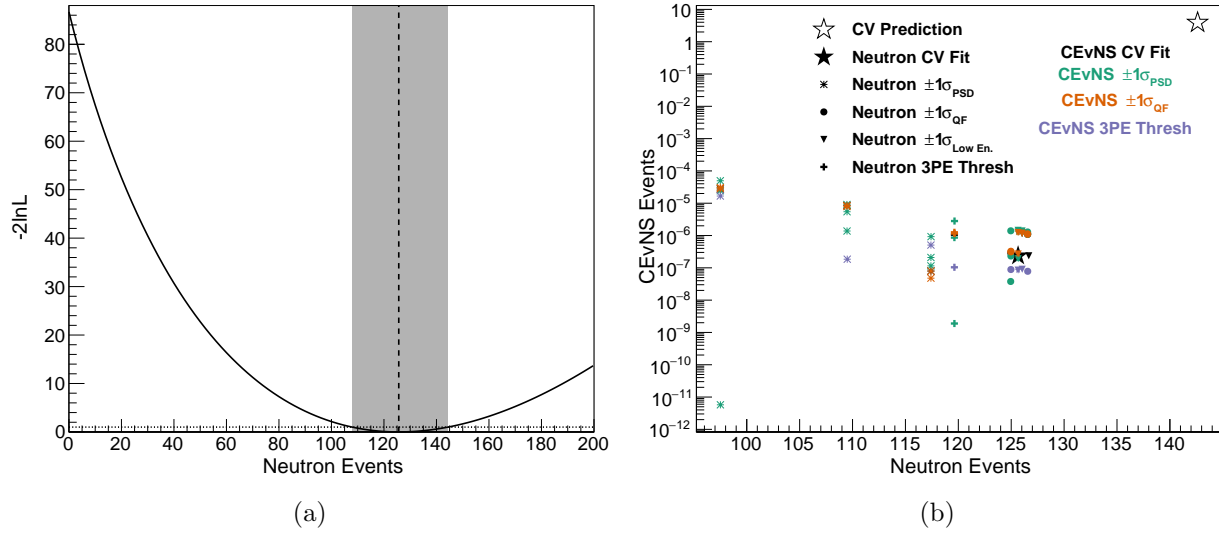 -2lnL
80
70
60
50
40
30
20
10
0
0 20 40 60 80 100 120 140 160 180 200
Neutron Events
(a)
CEvNS Events
10
1
10⁻¹
10⁻²
10⁻³
10⁻⁴
10⁻⁵
10⁻⁶
10⁻⁷
10⁻⁸
10⁻⁹
10⁻¹⁰
10⁻¹¹
10⁻¹²
CV Prediction
Neutron CV Fit
Neutron ±1σPSD
Neutron ±1σQF
Neutron ±1σLow En.
Neutron 3PE Thresh
CEvNS CV Fit
CEvNS ±1σPSD
CEvNS ±1σQF
CEvNS 3PE Thresh
100 105 110 115 120 125 130 135 140
Neutron Events
(b)